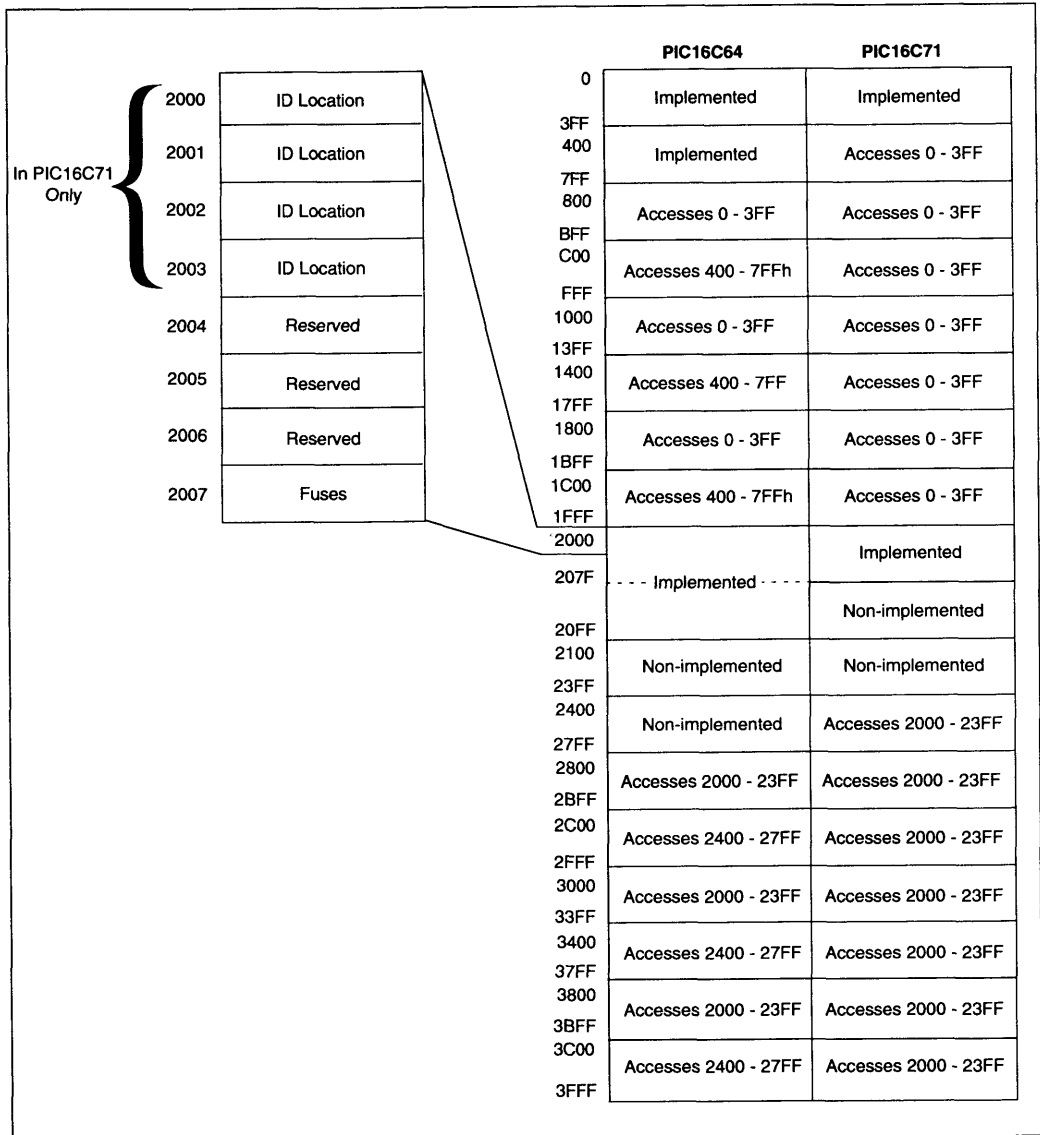 PIC16C64 PIC16C71
In PIC16C71
Only
2000 ID Location
2001 ID Location
2002 ID Location
2003 ID Location
2004 Reserved
2005 Reserved
2006 Reserved
2007 Fuses
0
Implemented Implemented
3FF
400
Implemented Accesses 0 - 3FF
7FF
800
Accesses 0 - 3FF Accesses 0 - 3FF
BFF
C00
Accesses 400 - 7FFh Accesses 0 - 3FF
FFF
1000
Accesses 0 - 3FF Accesses 0 - 3FF
13FF
1400
Accesses 400 - 7FF Accesses 0 - 3FF
17FF
1800
Accesses 0 - 3FF Accesses 0 - 3FF
1BFF
1C00
Accesses 400 - 7FFh Accesses 0 - 3FF
1FFF
2000
Implemented
207F Implemented
Non-implemented
20FF
2100
Non-implemented Non-implemented
23FF
2400
Non-implemented Accesses 2000 - 23FF
27FF
2800
Accesses 2000 - 23FF Accesses 2000 - 23FF
2BFF
2C00
Accesses 2400 - 27FF Accesses 2000 - 23FF
2FFF
3000
Accesses 2000 - 23FF Accesses 2000 - 23FF
33FF
3400
Accesses 2400 - 27FF Accesses 2000 - 23FF
37FF
3800
Accesses 2000 - 23FF Accesses 2000 - 23FF
3BFF
3C00
Accesses 2400 - 27FF Accesses 2000 - 23FF
3FFF